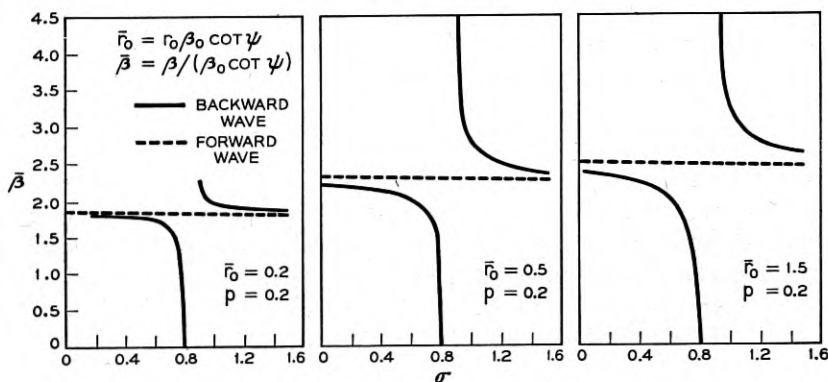 4.5
4.0
3.5
3.0
2.5
2.0
1.5
1.0
0.5
0
β̄
r̄₀ = r₀β₀ COT ψ
β̄ = β/(β₀ COT ψ)
BACKWARD
WAVE
FORWARD
WAVE
r̄₀ = 0.2
p = 0.2
0 0.4 0.8 1.2 1.6
r̄₀ = 0.5
p = 0.2
0 0.4 0.8 1.2 1.6
r̄₀ = 1.5
p = 0.2
0 0.4 0.8 1.2 1.6
σ